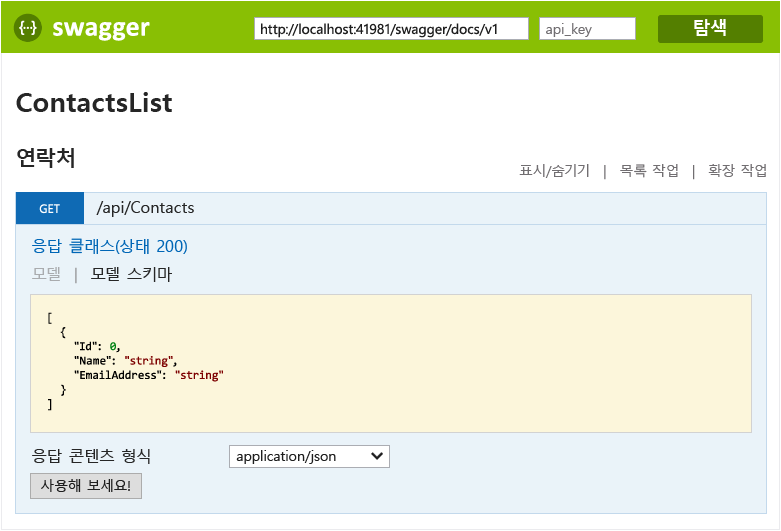 {··} swagger http://localhost:41981/swagger/docs/v1 api_key 탐색
ContactsList
연락처
표시/숨기기 | 목록 작업 | 확장 작업
GET /api/Contacts
응답 클래스(상태 200)
모델 | 모델 스키마
[
{
"Id": 0,
"Name": "string",
"EmailAddress": "string"
}
]
응답 콘텐츠 형식 application/json
사용해 보세요!